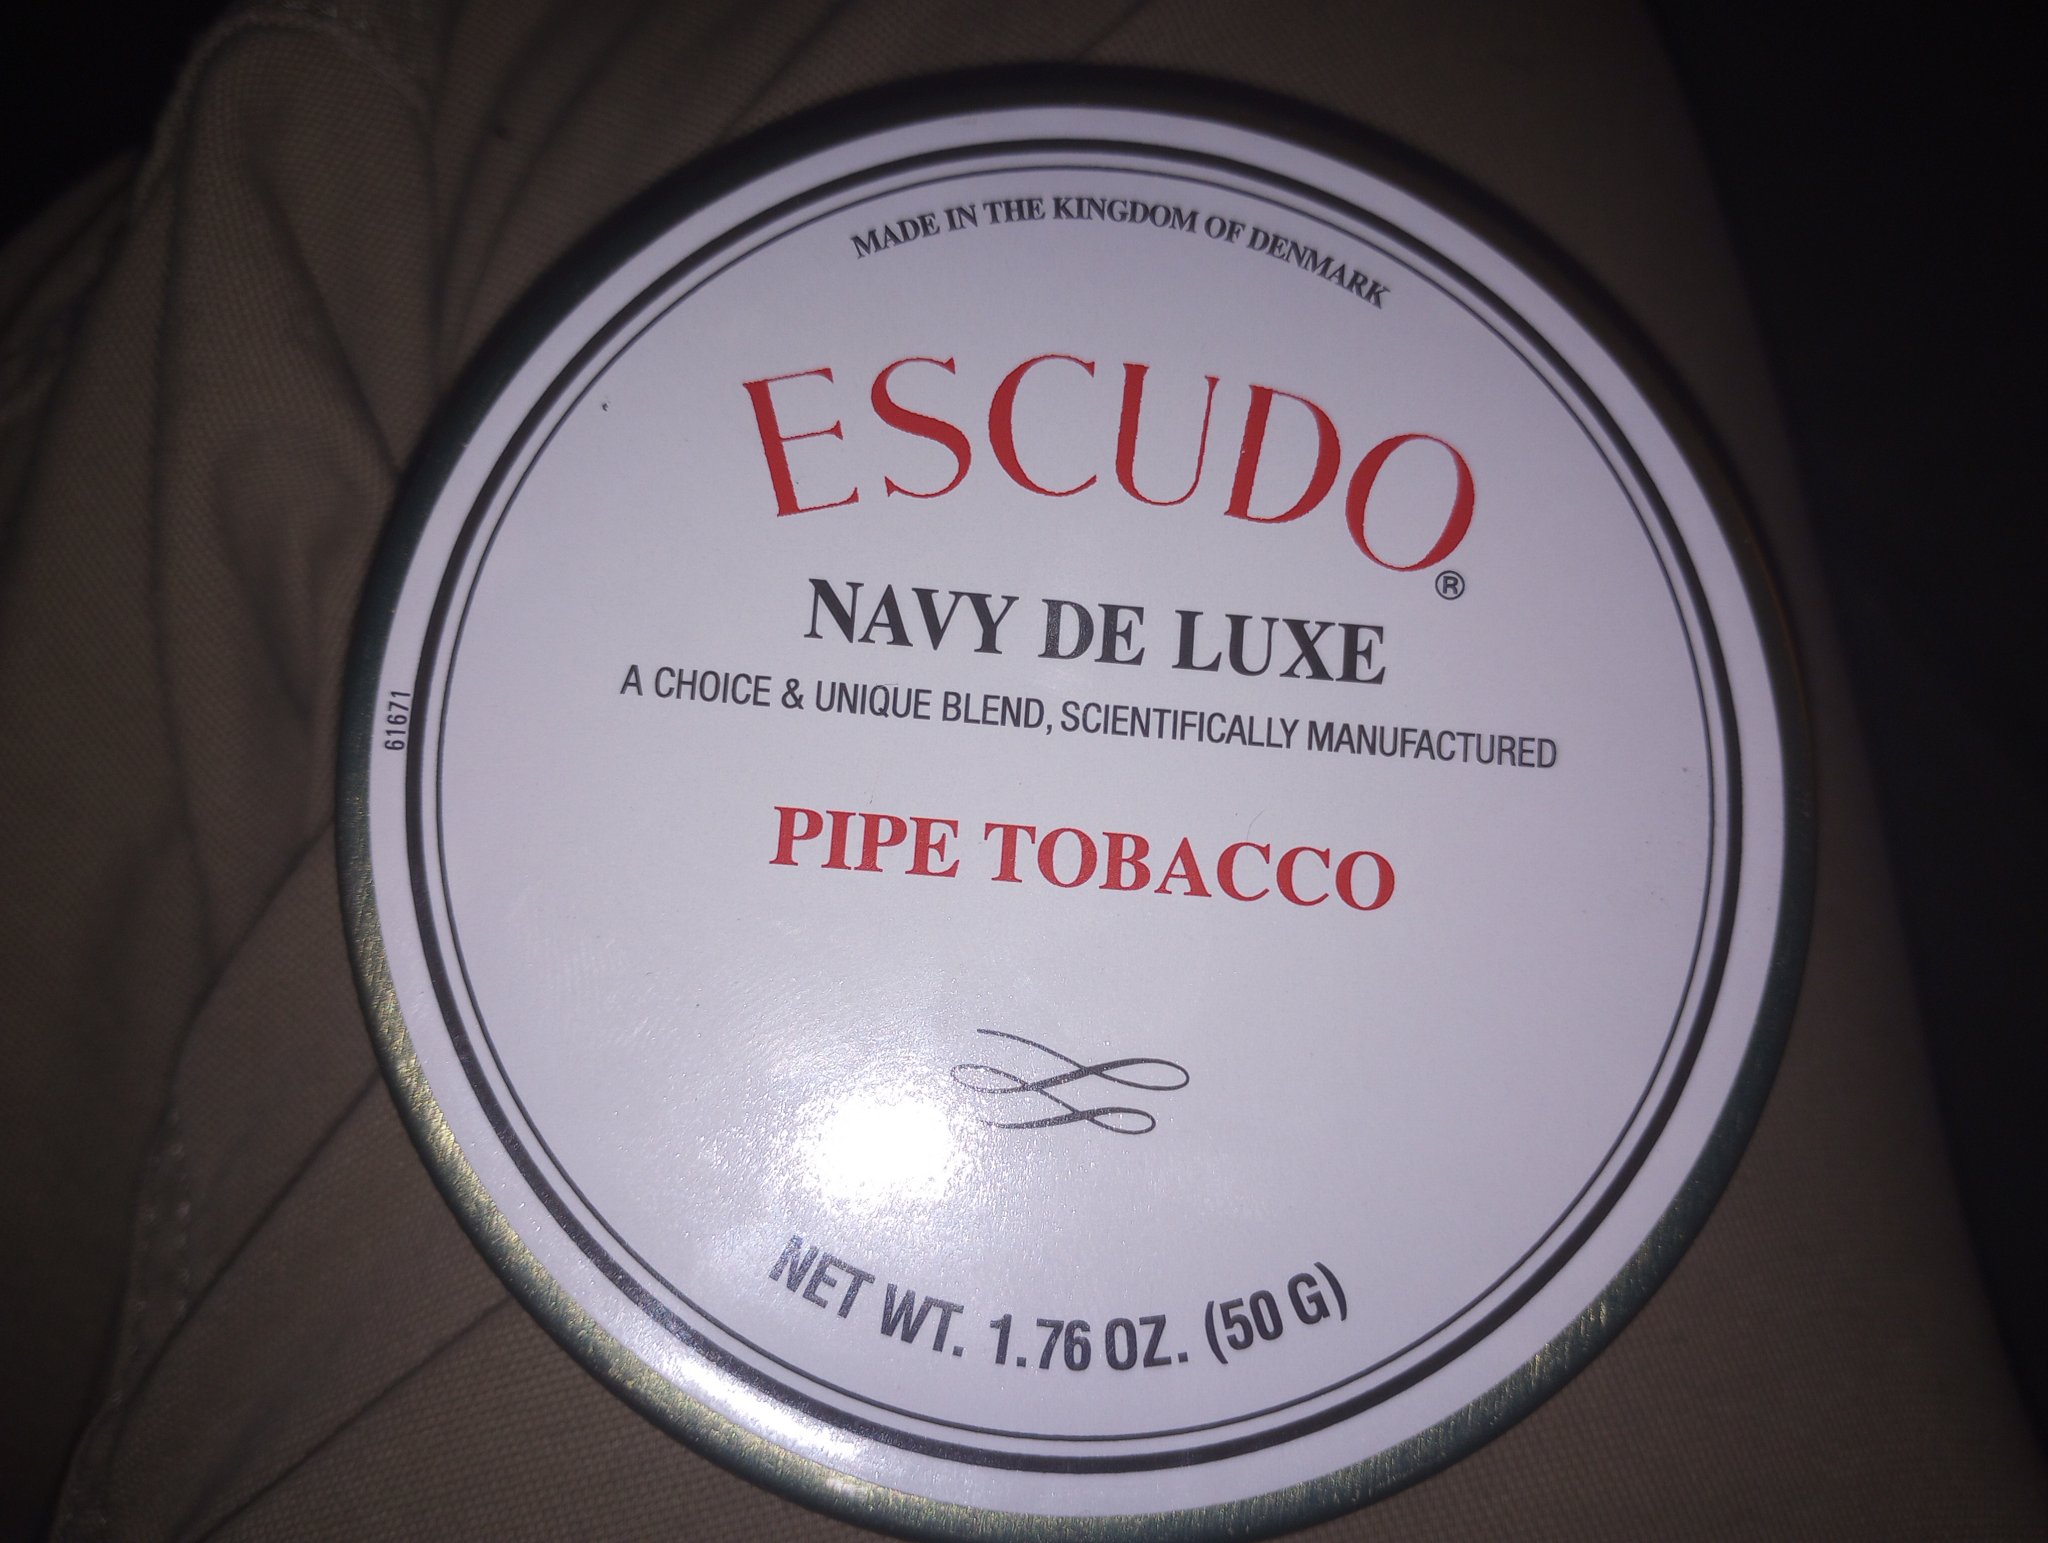 MADE IN THE KINGDOM OF DENMARK
ESCUDO®
NAVY DE LUXE
A CHOICE & UNIQUE BLEND, SCIENTIFICALLY MANUFACTURED
61671
PIPE TOBACCO
NET WT. 1.76 OZ. (50 G)